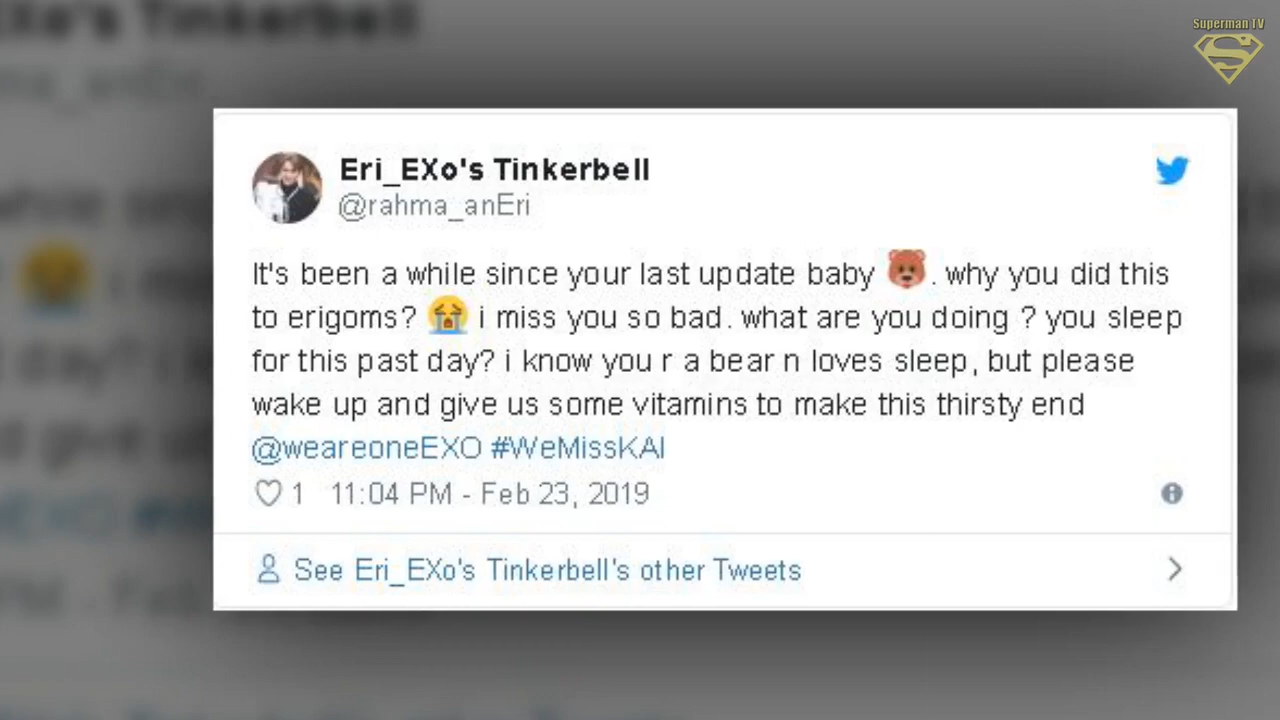 Superman TV
Eri_EXo's Tinkerbell
@rahma_anEri
It's been a while since your last update baby 🐻. why you did this
to erigoms? 😭 i miss you so bad. what are you doing ? you sleep
for this past day? i know you r a bear n loves sleep, but please
wake up and give us some vitamins to make this thirsty end
@weareoneEXO #WeMissKAI
1 11:04 PM - Feb 23, 2019
See Eri_EXo's Tinkerbell's other Tweets